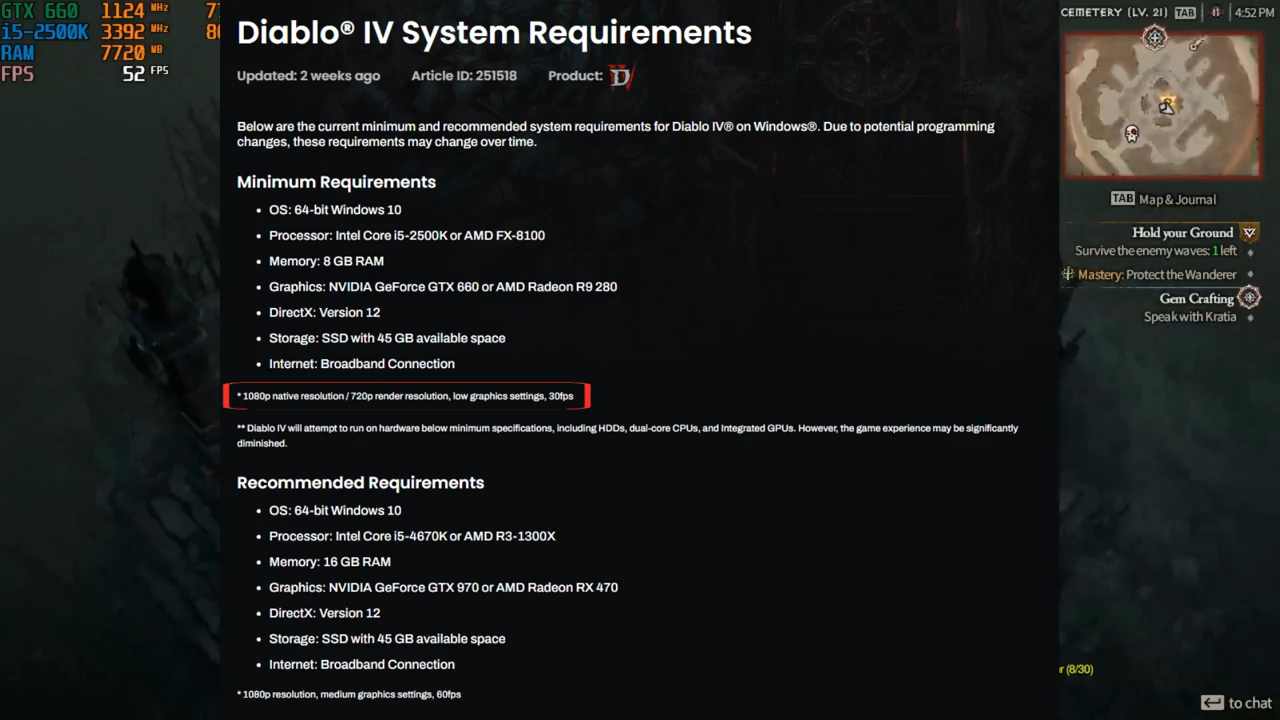 GTX 660 1124 MHz 7
i5-2500K 3392 MHz 8
RAM 7720 MB
FPS 52 FPS
Diablo® IV System Requirements
Updated: 2 weeks ago Article ID: 251518 Product:
Below are the current minimum and recommended system requirements for Diablo IV® on Windows®. Due to potential programming
changes, these requirements may change over time.
Minimum Requirements
• OS: 64-bit Windows 10
• Processor: Intel Core i5-2500K or AMD FX-8100
• Memory: 8 GB RAM
• Graphics: NVIDIA GeForce GTX 660 or AMD Radeon R9 280
• DirectX: Version 12
• Storage: SSD with 45 GB available space
• Internet: Broadband Connection
* 1080p native resolution / 720p render resolution, low graphics settings, 30fps
** Diablo IV will attempt to run on hardware below minimum specifications, including HDDs, dual-core CPUs, and Integrated GPUs. However, the game experience may be significantly
diminished.
Recommended Requirements
• OS: 64-bit Windows 10
• Processor: Intel Core i5-4670K or AMD R3-1300X
• Memory: 16 GB RAM
• Graphics: NVIDIA GeForce GTX 970 or AMD Radeon RX 470
• DirectX: Version 12
• Storage: SSD with 45 GB available space
• Internet: Broadband Connection
* 1080p resolution, medium graphics settings, 60fps
CEMETERY (LV. 21) TAB 4:52 PM
TAB Map & Journal
Hold your Ground
Survive the enemy waves: 1 left
Mastery: Protect the Wanderer
Gem Crafting
Speak with Kratia
r (8/30)
to chat